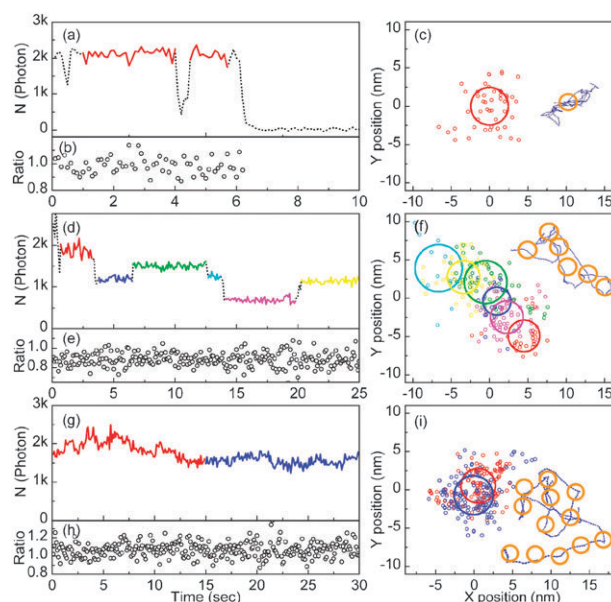 (a)
N (Photon)
3k
2k
1k
0
(b)
Ratio
1.0
0.8
0 2 4 6 8 10
(c)
Y position (nm)
10
5
0
-5
-10
-10 -5 0 5 10 15
(d)
N (Photon)
2k
1k
0
(e)
Ratio
1.0
0.8
0 5 10 15 20 25
(f)
Y position (nm)
10
5
0
-5
-10
-10 -5 0 5 10 15
(g)
N (Photon)
3k
2k
1k
0
(h)
Ratio
1.2
1.0
0.8
0 5 10 15 20 25 30
Time (sec)
(i)
Y position (nm)
10
5
0
-5
-10
-5 0 5 10 15
X position (nm)